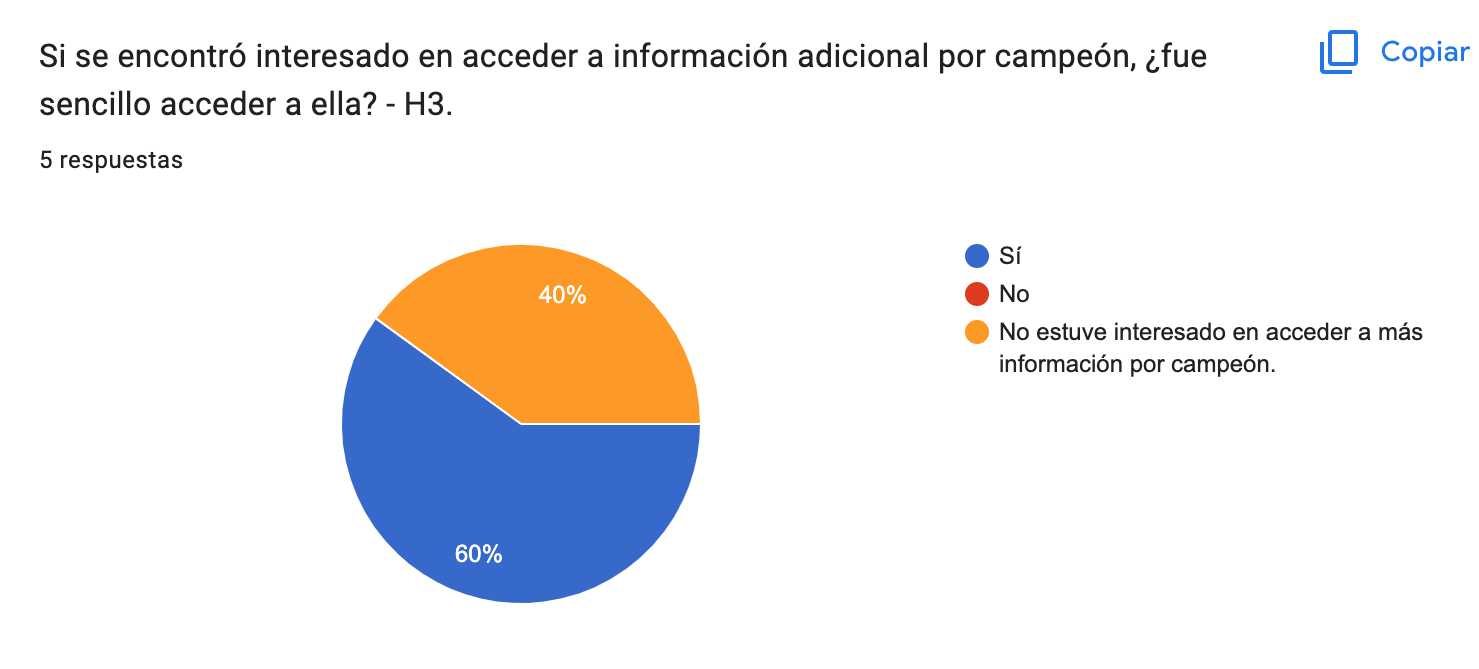 Si se encontró interesado en acceder a información adicional por campeón, ¿fue
sencillo acceder a ella? - H3.
Copiar
5 respuestas
40%
60%
Sí
No
No estuve interesado en acceder a más
información por campeón.